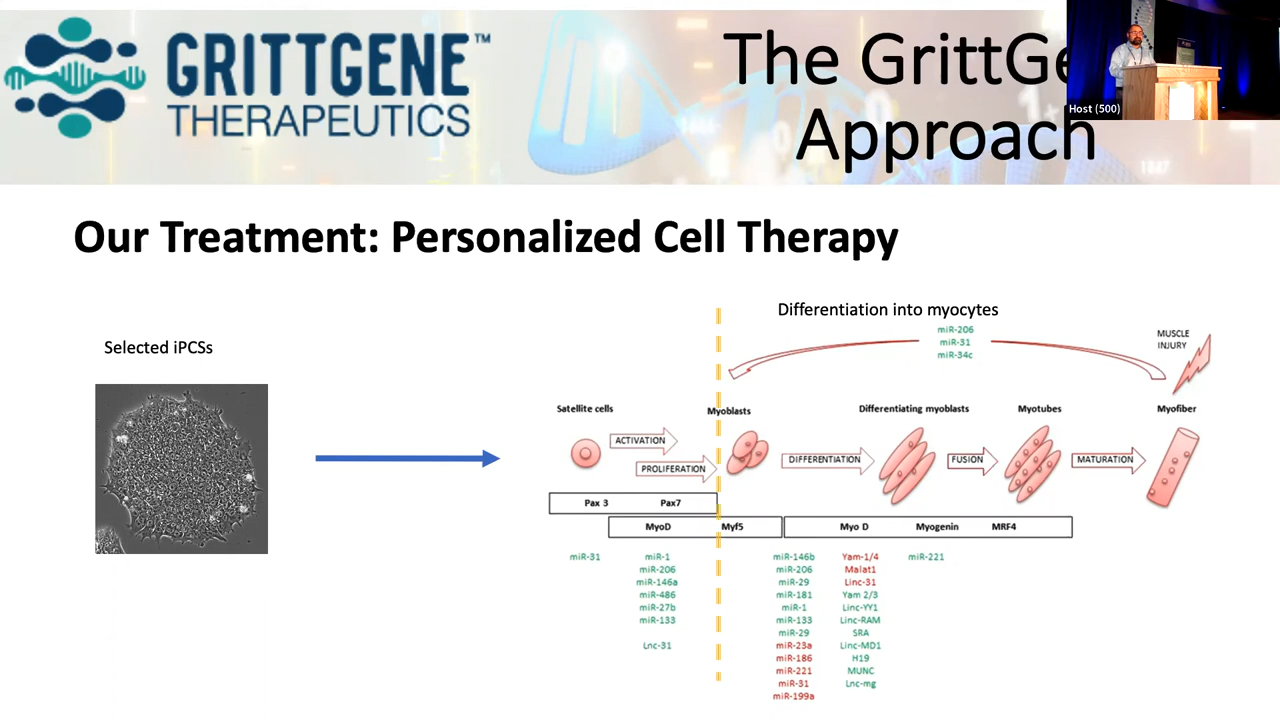 GRITTGENE™
THERAPEUTICS
The GrittGe
Approach
Host (500)
1847
Our Treatment: Personalized Cell Therapy
Selected iPCSs
Differentiation into myocytes
miR-206
miR-31
miR-34c
MUSCLE
INJURY
Satellite cells
Myoblasts
Differentiating myoblasts
Myotubes
Myofiber
ACTIVATION
PROLIFERATION
DIFFERENTIATION
FUSION
MATURATION
Pax 3 Pax7
MyoD Myf5 Myo D Myogenin MRF4
miR-31 miR-1 miR-146b Yam-1/4 miR-221
miR-206 miR-206 Malat1
miR-146a miR-29 Linc-31
miR-486 miR-181 Yam 2/3
miR-27b miR-1 Linc-YY1
miR-133 miR-133 Linc-RAM
miR-29 SRA
Lnc-31 miR-23a Linc-MD1
miR-186 H19
miR-221 MUNC
miR-31 Lnc-mg
miR-199a